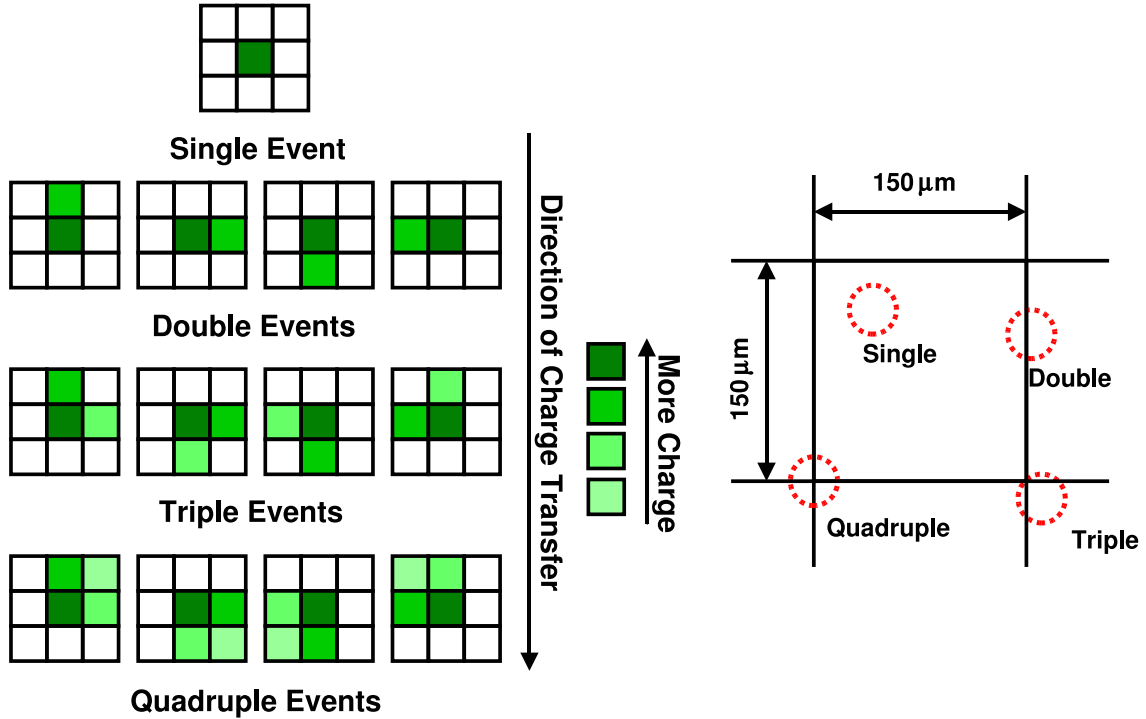 Single Event
Double Events
Triple Events
Quadruple Events
Direction of Charge Transfer
More Charge
150 μm
150 μm
Single
Double
Quadruple
Triple